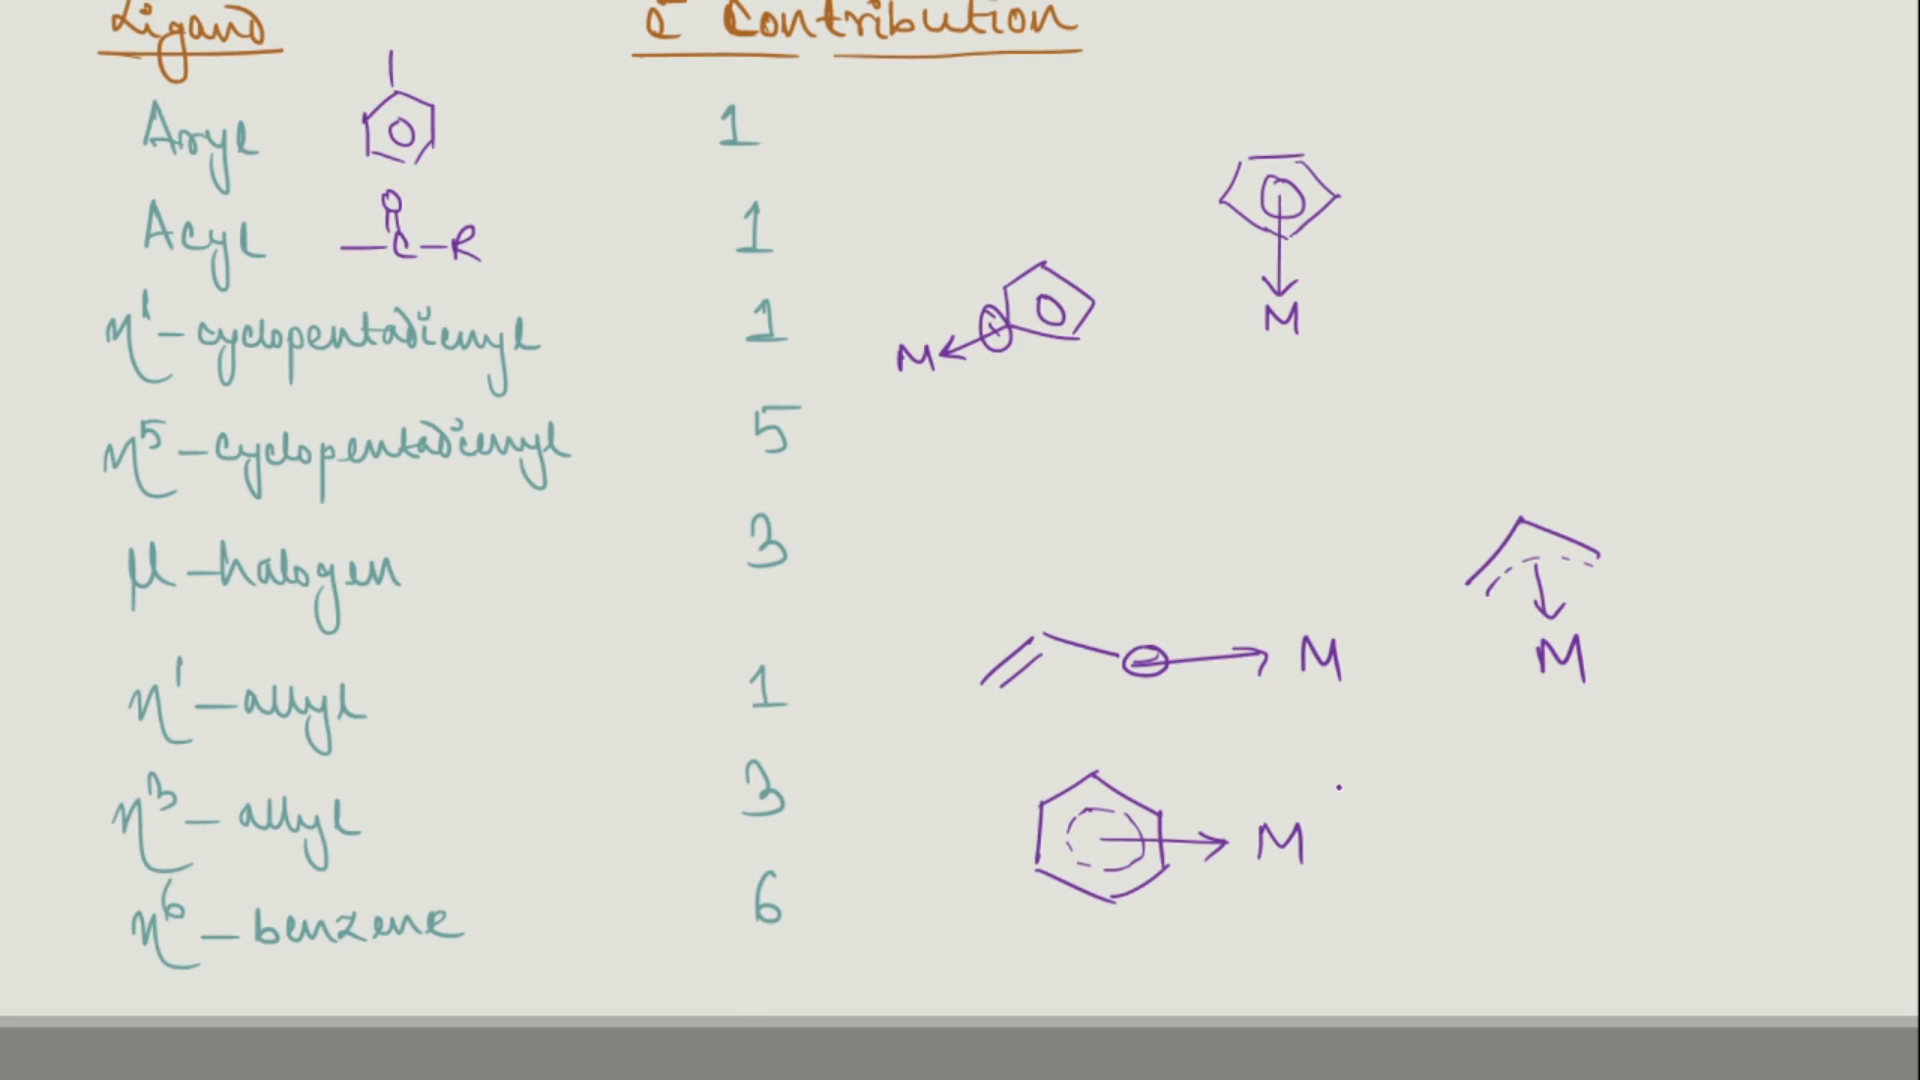 Ligand ē Contribution
Aryl 1
Acyl O C-R 1
η¹-cyclopentadienyl 1 M M
η⁵-cyclopentadienyl 5
μ-halogen 3
η¹-allyl 1 M M
η³-allyl 3 M
η⁶-benzene 6